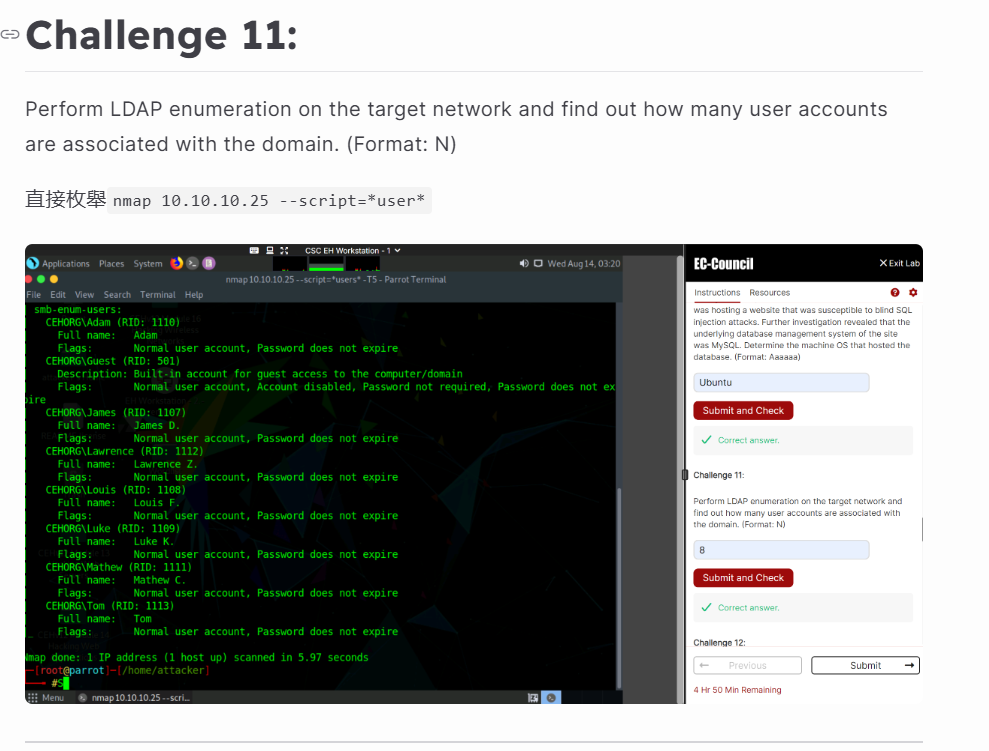 Challenge 11:
Perform LDAP enumeration on the target network and find out how many user accounts
are associated with the domain. (Format: N)
直接枚舉 nmap 10.10.10.25 --script=*user*
CSC EH Workstation - 1
Applications Places System
Wed Aug 14, 03:20
nmap 10.10.10.25 --script=*users* -T5 - Parrot Terminal
File Edit View Search Terminal Help
smb-enum-users:
CEHORG\Adam (RID: 1110)
Full name: Adam
Flags: Normal user account, Password does not expire
CEHORG\Guest (RID: 501)
Description: Built-in account for guest access to the computer/domain
Flags: Normal user account, Account disabled, Password not required, Password does not ex
pire
CEHORG\James (RID: 1107)
Full name: James D.
Flags: Normal user account, Password does not expire
CEHORG\Lawrence (RID: 1112)
Full name: Lawrence Z.
Flags: Normal user account, Password does not expire
CEHORG\Louis (RID: 1108)
Full name: Louis F.
Flags: Normal user account, Password does not expire
CEHORG\Luke (RID: 1109)
Full name: Luke K.
Flags: Normal user account, Password does not expire
CEHORG\Mathew (RID: 1111)
Full name: Mathew C.
Flags: Normal user account, Password does not expire
CEHORG\Tom (RID: 1113)
Full name: Tom
Flags: Normal user account, Password does not expire
Nmap done: 1 IP address (1 host up) scanned in 5.97 seconds
[root@parrot]─[/home/attacker]
#S
Menu nmap 10.10.10.25 --scri...
EC-Council
Exit Lab
Instructions Resources
was hosting a website that was susceptible to blind SQL
injection attacks. Further investigation revealed that the
underlying database management system of the site
was MySQL. Determine the machine OS that hosted the
database. (Format: Aaaaaa)
Ubuntu
Submit and Check
Correct answer.
Challenge 11:
Perform LDAP enumeration on the target network and
find out how many user accounts are associated with
the domain. (Format: N)
8
Submit and Check
Correct answer.
Challenge 12:
← Previous
Submit →
4 Hr 50 Min Remaining